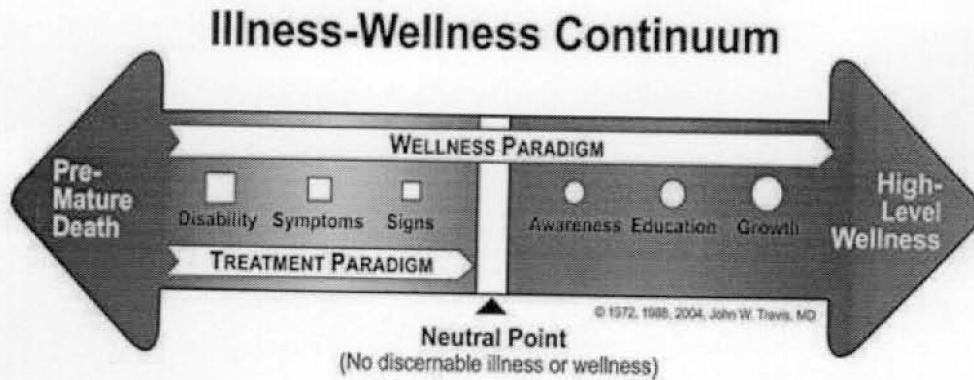 Illness-Wellness Continuum
WELLNESS PARADIGM
Pre-
Mature
Death
Disability Symptoms Signs
Awareness Education Growth
High-
Level
Wellness
TREATMENT PARADIGM
© 1972, 1988, 2004, John W. Travis, MD
Neutral Point
(No discernable illness or wellness)